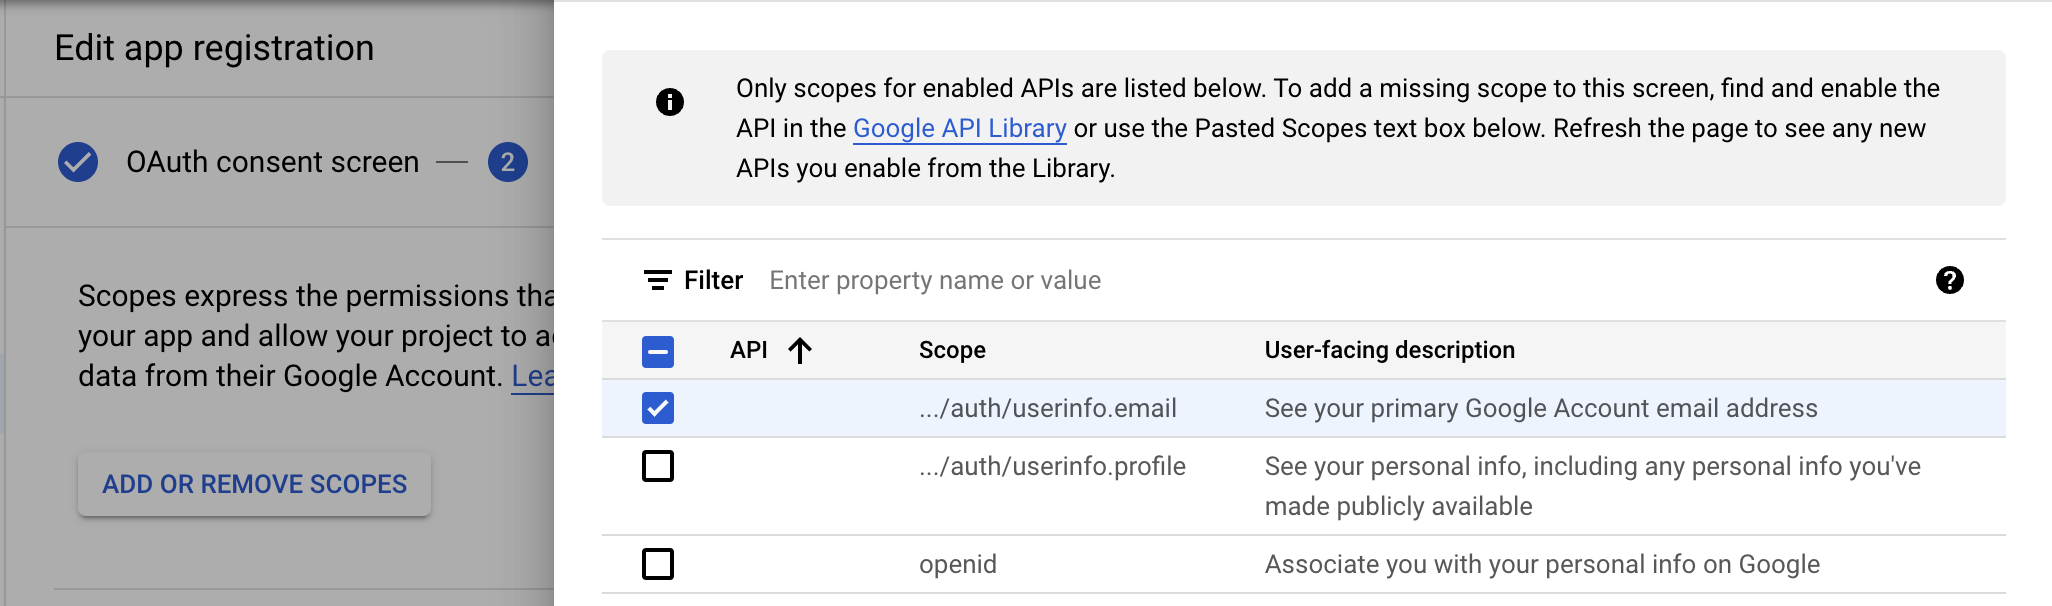 Edit app registration
OAuth consent screen
2
Scopes express the permissions tha
your app and allow your project to a
data from their Google Account. Lea
ADD OR REMOVE SCOPES
Only scopes for enabled APIs are listed below. To add a missing scope to this screen, find and enable the
API in the Google API Library or use the Pasted Scopes text box below. Refresh the page to see any new
APIs you enable from the Library.
Filter Enter property name or value
API Scope User-facing description
.../auth/userinfo.email See your primary Google Account email address
.../auth/userinfo.profile See your personal info, including any personal info you've
made publicly available
openid Associate you with your personal info on Google